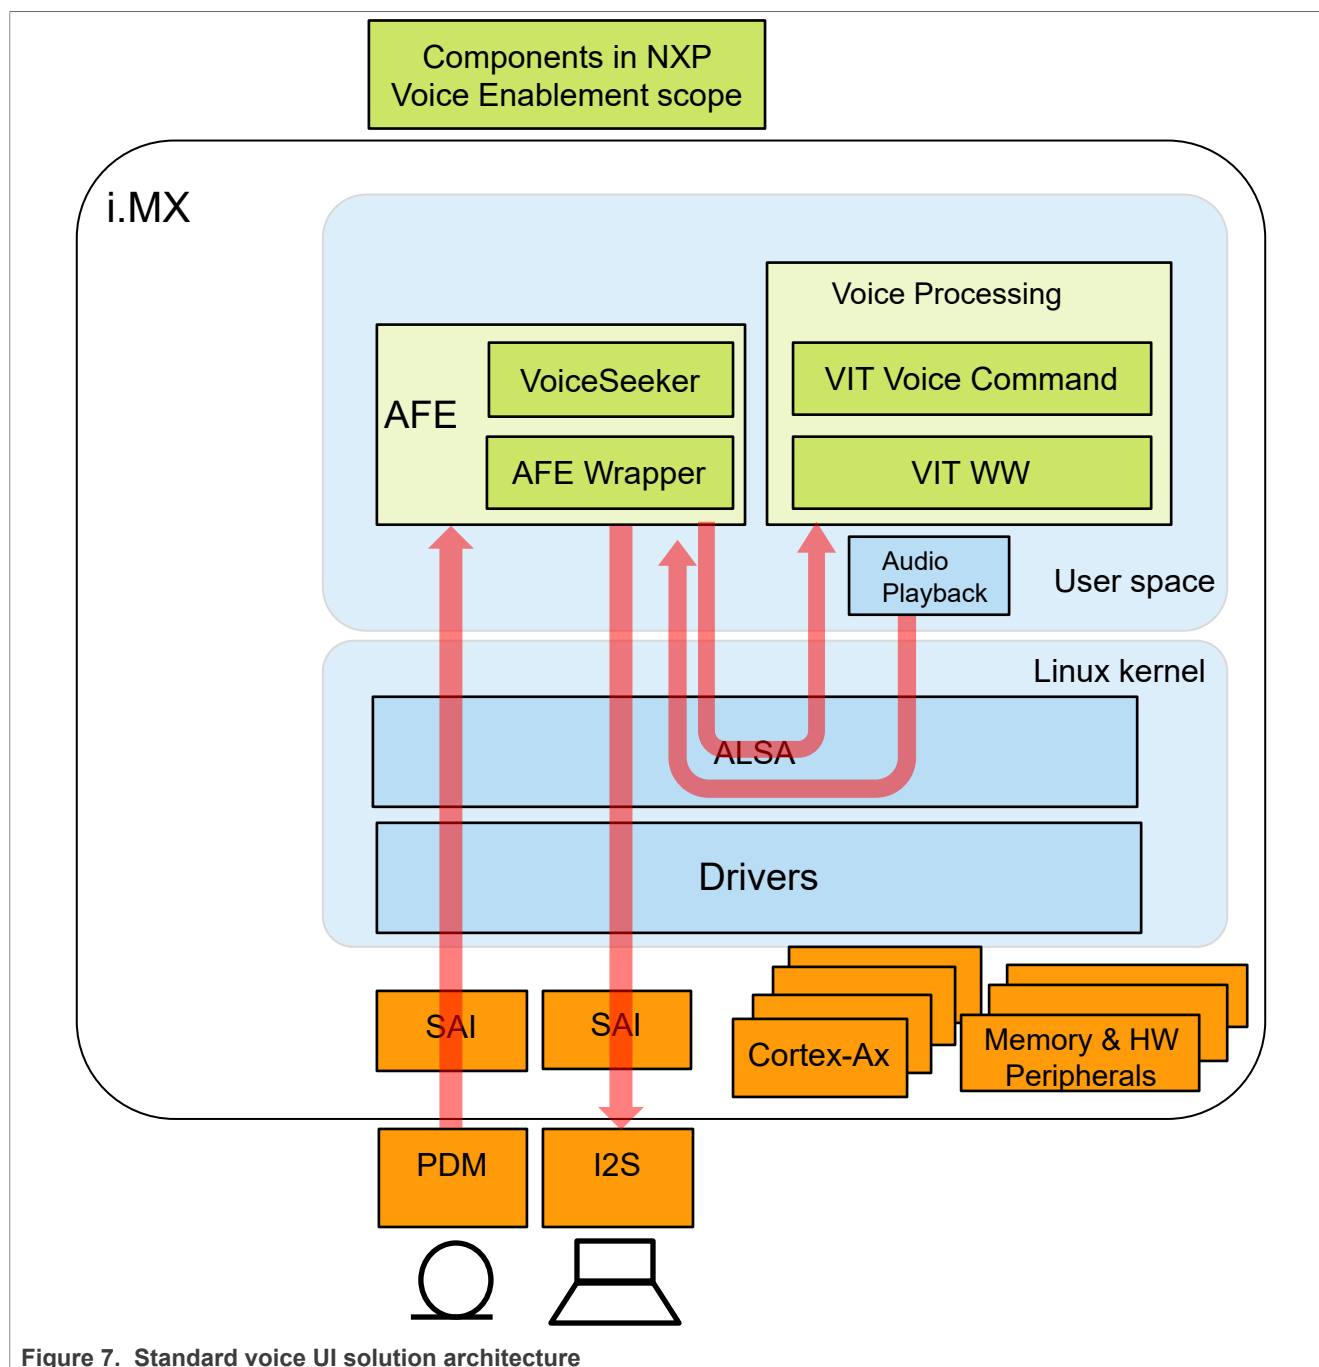 Components in NXP
Voice Enablement scope
i.MX
Voice Processing
VoiceSeeker
VIT Voice Command
AFE
AFE Wrapper
VIT WW
Audio
Playback
User space
Linux kernel
ALSA
Drivers
SAI
SAI
Cortex-Ax
Memory & HW
Peripherals
PDM
I2S
Figure 7. Standard voice UI solution architecture